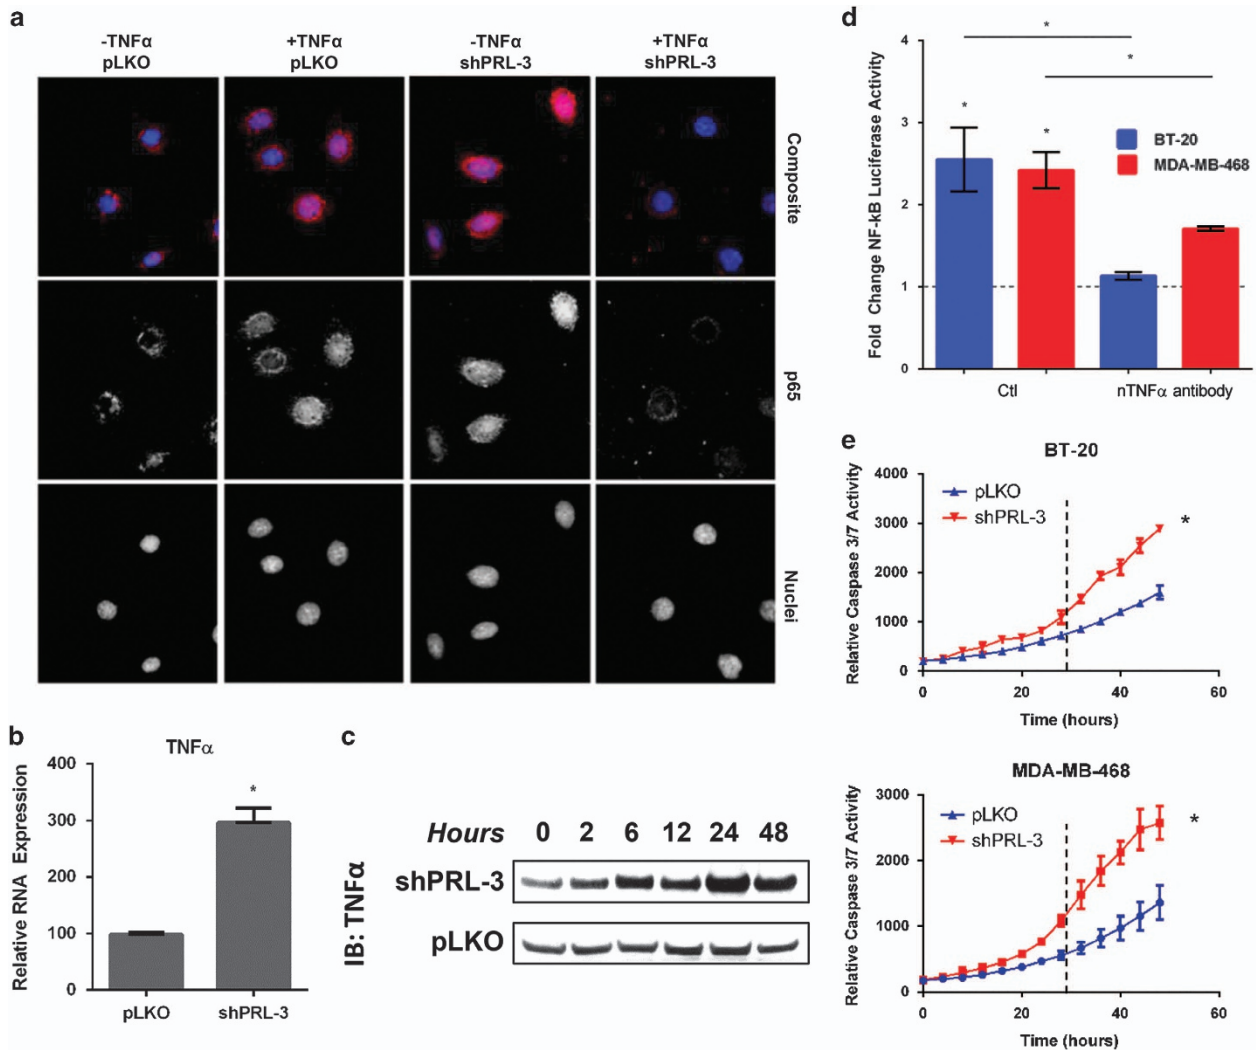 a
-TNFα
pLKO
+TNFα
pLKO
-TNFα
shPRL-3
+TNFα
shPRL-3
Composite
p65
Nuclei
b
TNFα
Relative RNA Expression
400
300
200
100
0
*
pLKO
shPRL-3
c
IB: TNFα
Hours 0 2 6 12 24 48
shPRL-3
pLKO
d
Fold Change NF-kB Luciferase Activity
4
3
2
1
0
*
*
*
*
BT-20
MDA-MB-468
Ctl
nTNFα antibody
e
BT-20
Relative Caspase 3/7 Activity
4000
3000
2000
1000
0
pLKO
shPRL-3
*
0 20 40 60
Time (hours)
MDA-MB-468
Relative Caspase 3/7 Activity
3000
2000
1000
0
pLKO
shPRL-3
*
0 20 40 60
Time (hours)